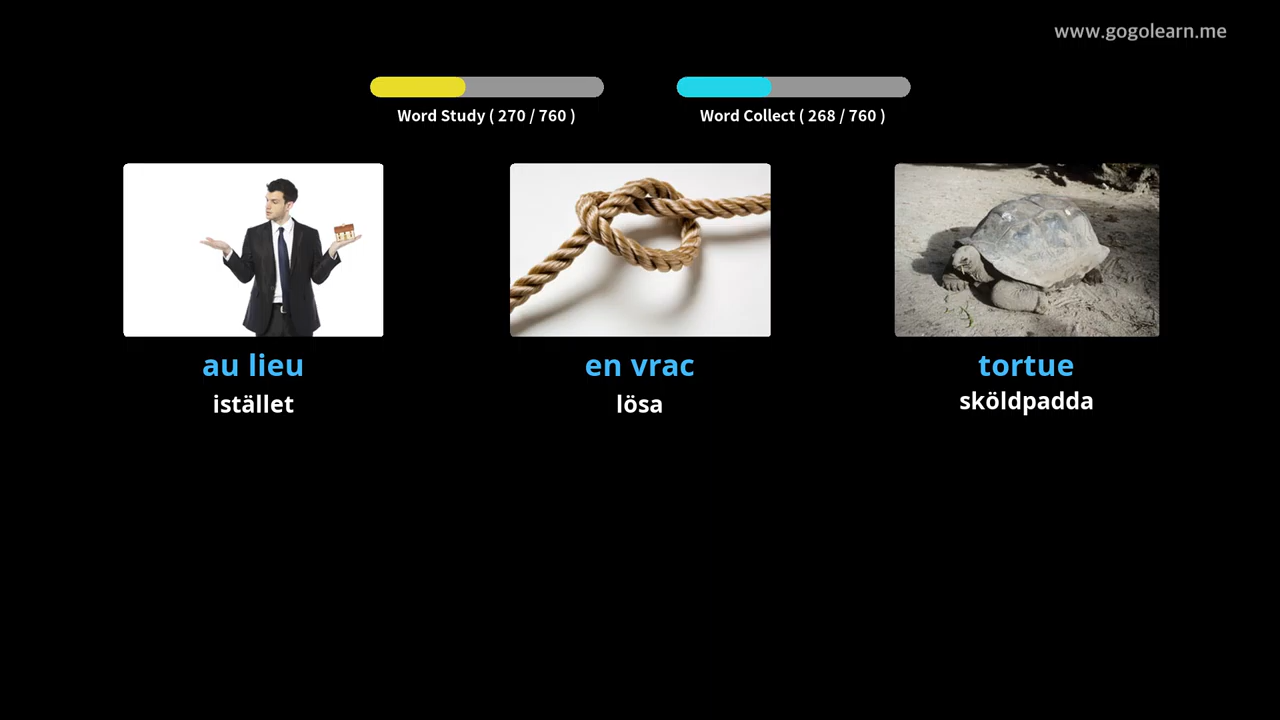 www.gogolearn.me
Word Study ( 270 / 760 )
Word Collect ( 268 / 760 )
au lieu
istället
en vrac
lösa
tortue
sköldpadda